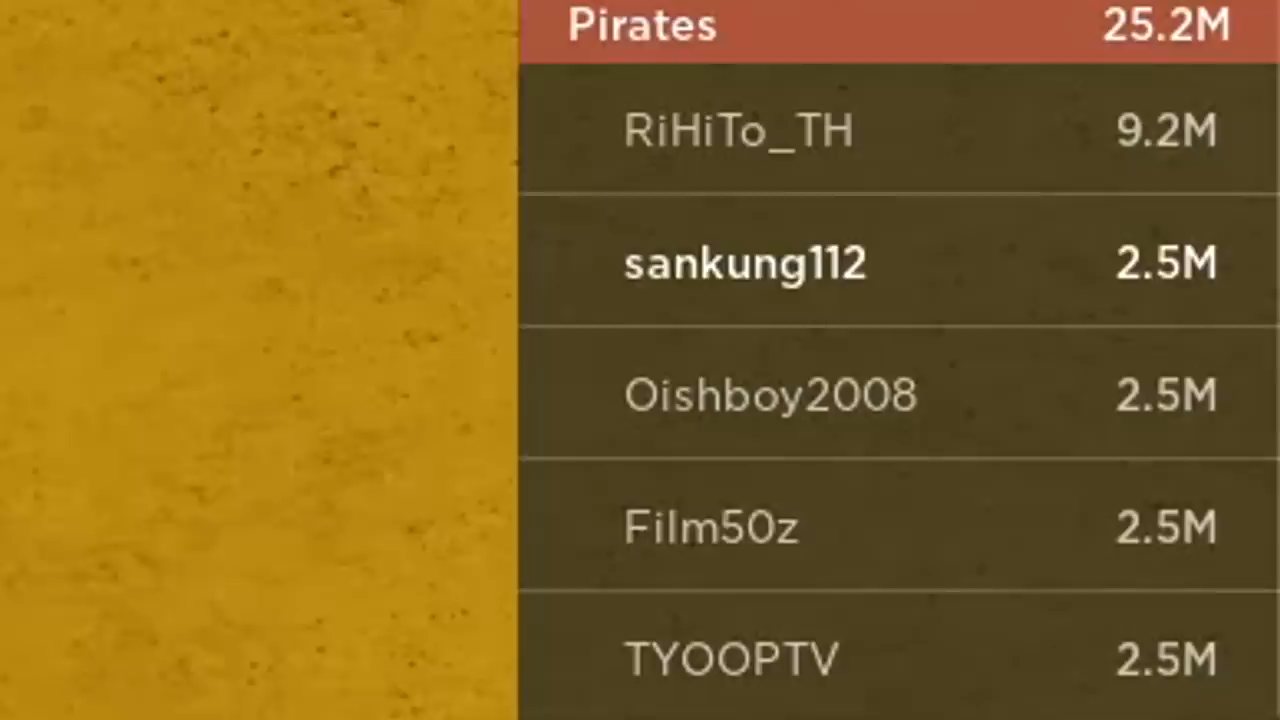 Pirates 25.2M
RiHiTo_TH 9.2M
sankung112 2.5M
Oishboy2008 2.5M
Film50z 2.5M
TYOOPTV 2.5M